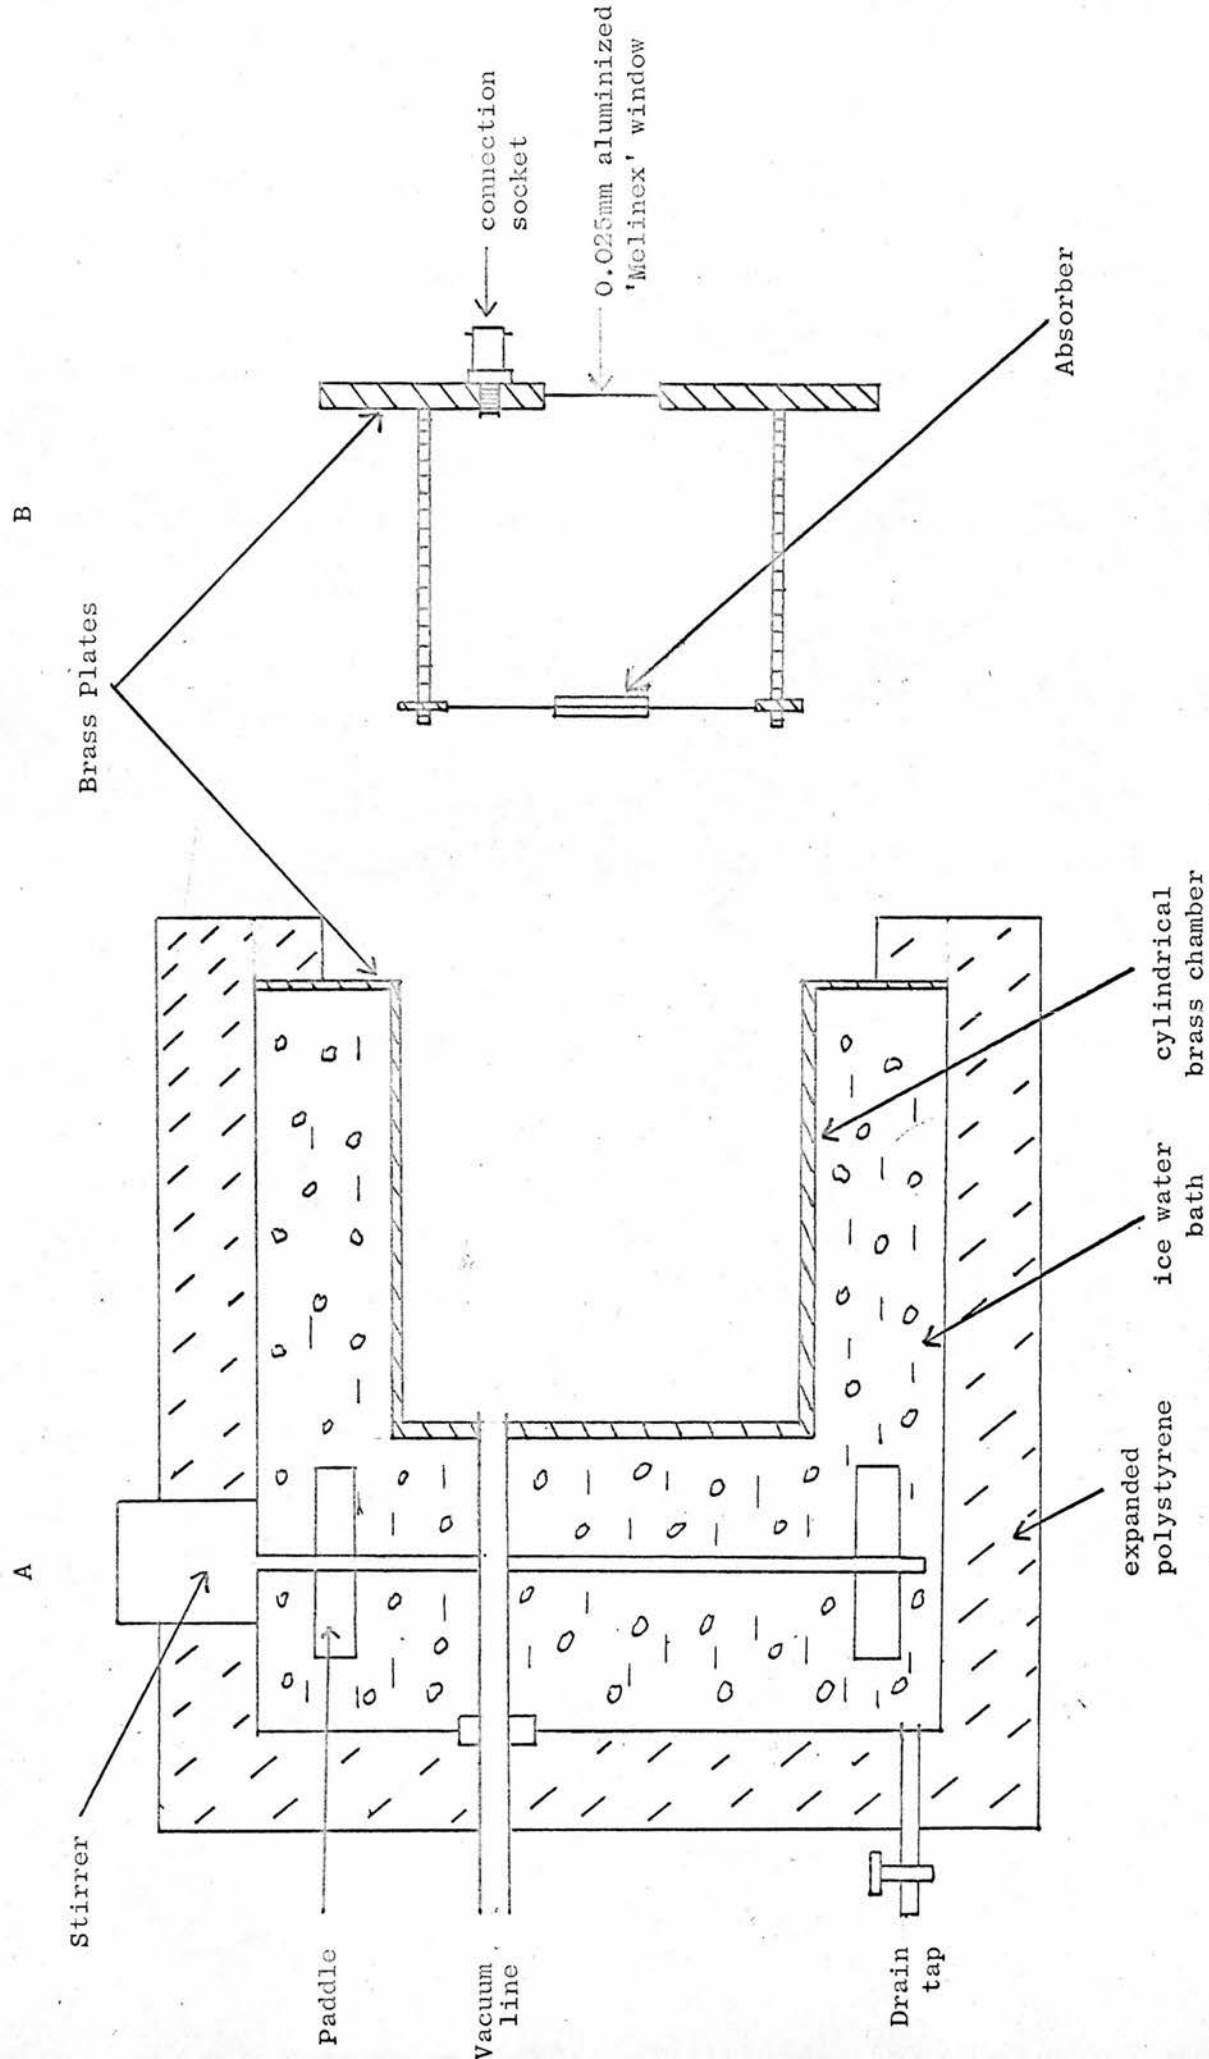 A
B
Stirrer
Brass Plates
connection
socket
0.025mm aluminized
'Melinex' window
Absorber
Paddle
Vacuum
line
Drain
tap
expanded
polystyrene
ice water
bath
cylindrical
brass chamber